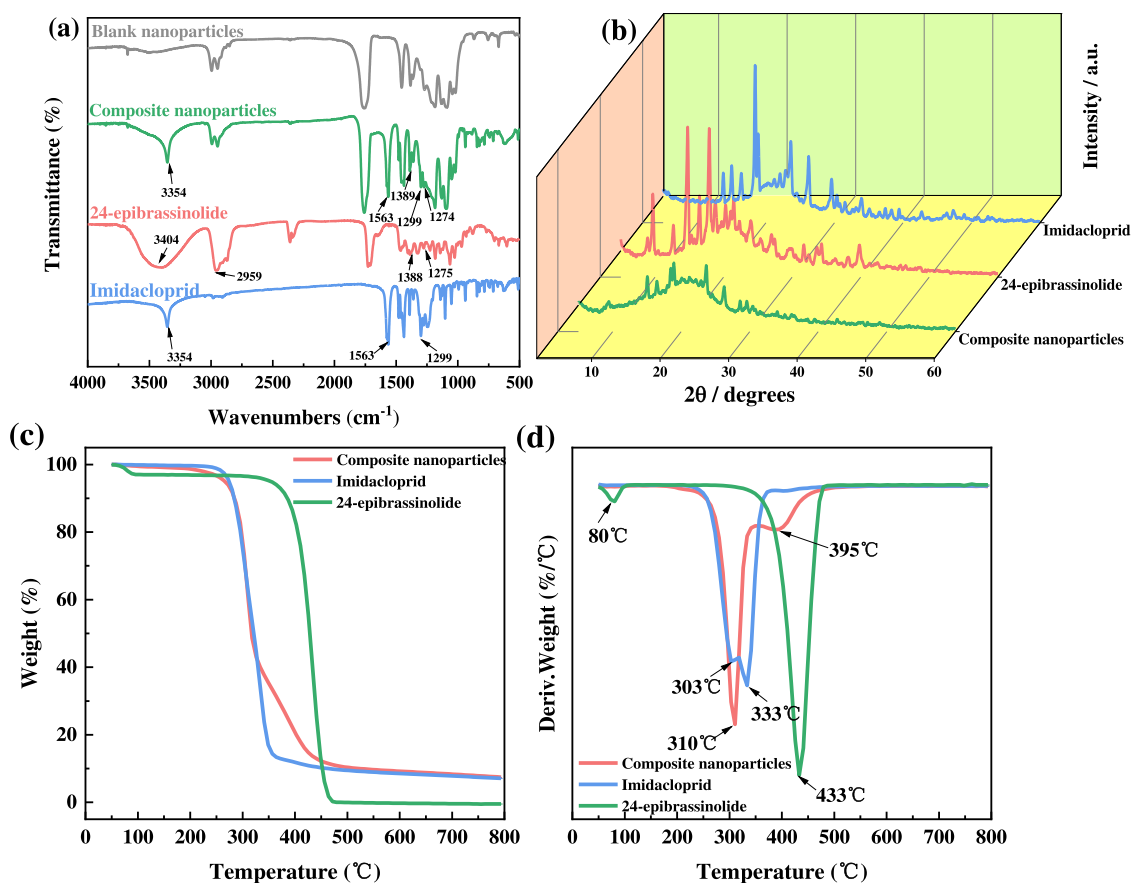 (a)
Blank nanoparticles
Composite nanoparticles
3354
1563
1389
1299
1274
24-epibrassinolide
3404
2959
1388
1275
Imidacloprid
3354
1563
1299
Transmittance (%)
4000 3500 3000 2500 2000 1500 1000 500
Wavenumbers (cm-1)
(b)
Intensity / a.u.
Imidacloprid
24-epibrassinolide
Composite nanoparticles
10 20 30 40 50 60
2θ / degrees
(c)
Composite nanoparticles
Imidacloprid
24-epibrassinolide
Weight (%)
100
80
60
40
20
0
0 100 200 300 400 500 600 700 800
Temperature (℃)
(d)
80℃
395℃
303℃
333℃
310℃
433℃
Composite nanoparticles
Imidacloprid
24-epibrassinolide
Deriv.Weight (%/℃)
0 100 200 300 400 500 600 700 800
Temperature (℃)